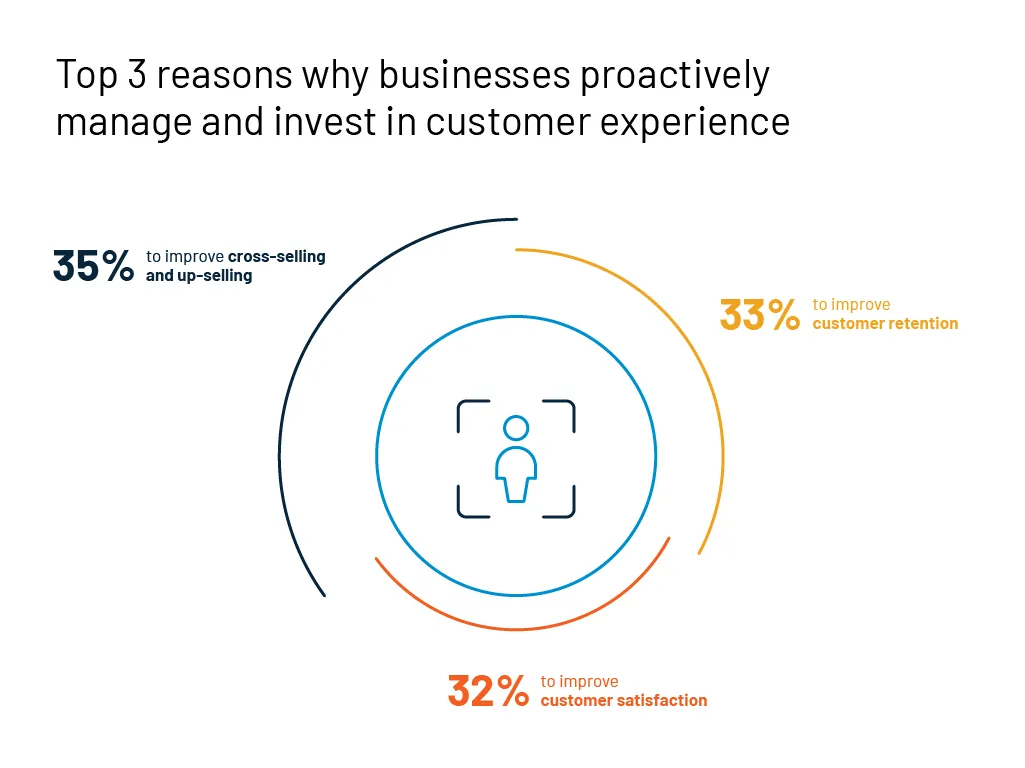 Top 3 reasons why businesses proactively
manage and invest in customer experience
35% to improve cross-selling
and up-selling
33% to improve
customer retention
32% to improve
customer satisfaction